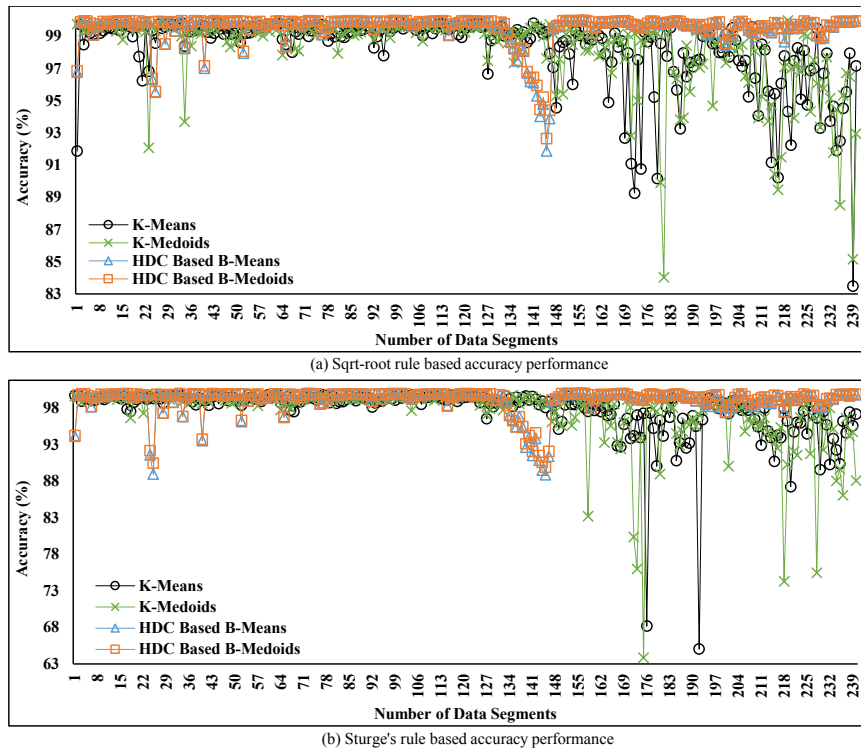 99
97
95
93
91
89
87
85
83
Accuracy (%)
K-Means
K-Medoids
HDC Based B-Means
HDC Based B-Medoids
1 8 15 22 29 36 43 50 57 64 71 78 85 92 99 106 113 120 127 134 141 148 155 162 169 176 183 190 197 204 211 218 225 232 239
Number of Data Segments
(a) Sqrt-root rule based accuracy performance
98
93
88
83
78
73
68
63
Accuracy (%)
K-Means
K-Medoids
HDC Based B-Means
HDC Based B-Medoids
1 8 15 22 29 36 43 50 57 64 71 78 85 92 99 106 113 120 127 134 141 148 155 162 169 176 183 190 197 204 211 218 225 232 239
Number of Data Segments
(b) Sturge's rule based accuracy performance